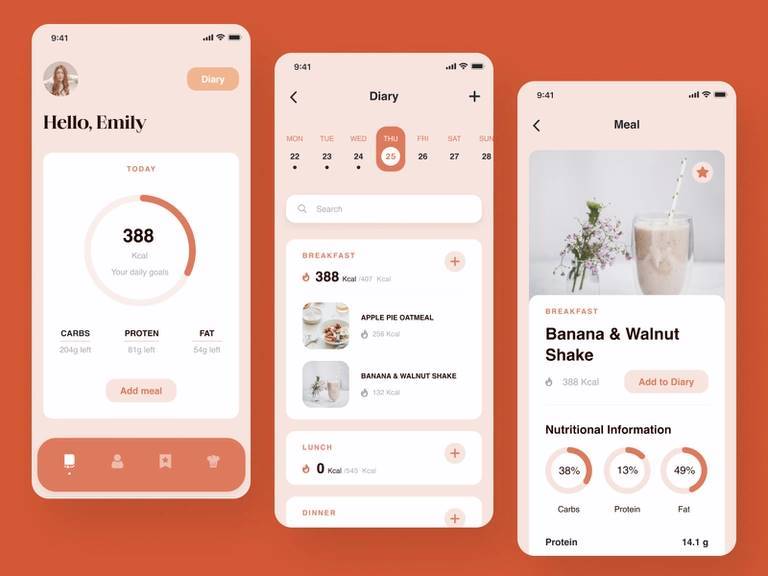 9:41
Diary
Hello, Emily
TODAY
388
Kcal
Your daily goals
CARBS PROTEN FAT
204g left 81g left 54g left
Add meal
9:41
Diary
MON TUE WED THU FRI SAT SUN
22 23 24 25 26 27 28
Search
BREAKFAST
388 Kcal /407 Kcal
APPLE PIE OATMEAL
256 Kcal
BANANA & WALNUT SHAKE
132 Kcal
LUNCH
0 Kcal /545 Kcal
DINNER
9:41
Meal
BREAKFAST
Banana & Walnut
Shake
388 Kcal
Add to Diary
Nutritional Information
38% 13% 49%
Carbs Protein Fat
Protein 14.1 g